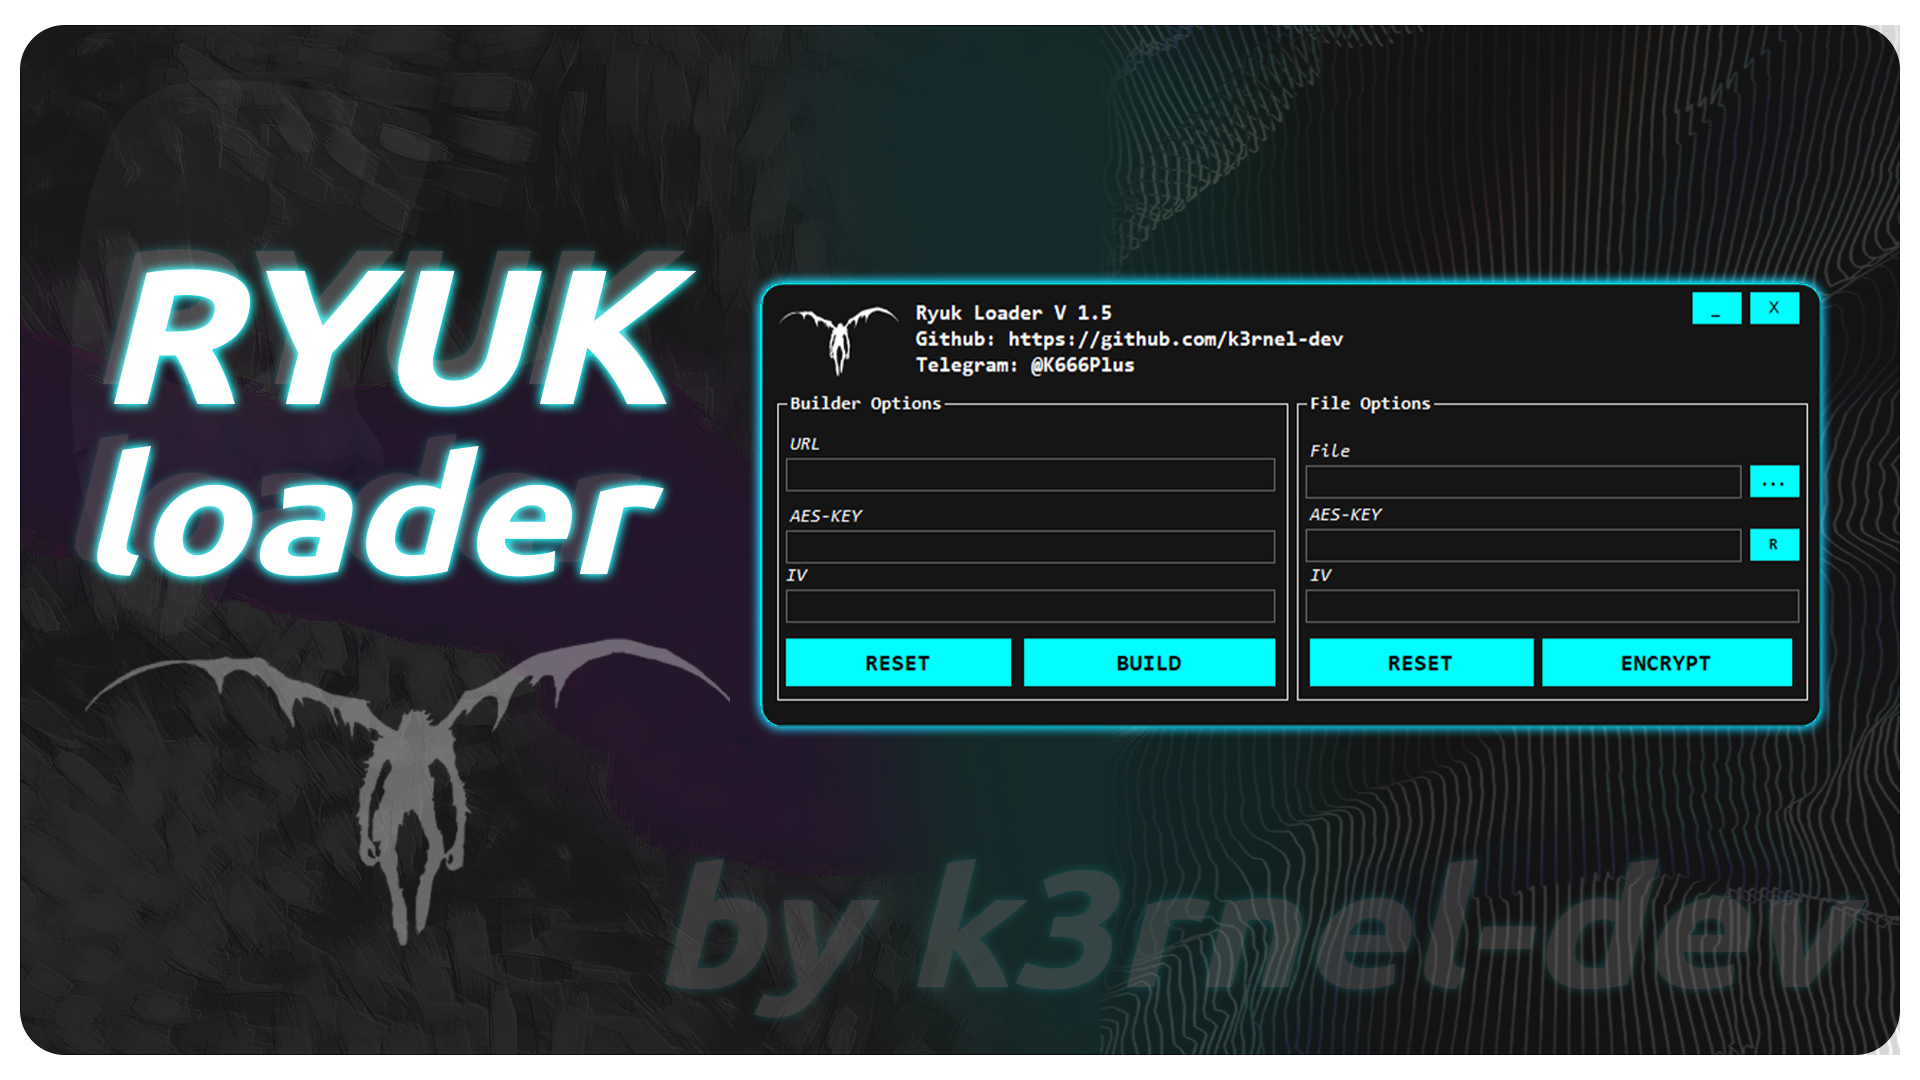 RYUK
loader
Ryuk Loader V 1.5
Github: https://github.com/k3rnel-dev
Telegram: @K666Plus
_
X
Builder Options
URL
AES-KEY
IV
RESET
BUILD
File Options
File
...
AES-KEY
R
IV
RESET
ENCRYPT
by k3rnel-dev